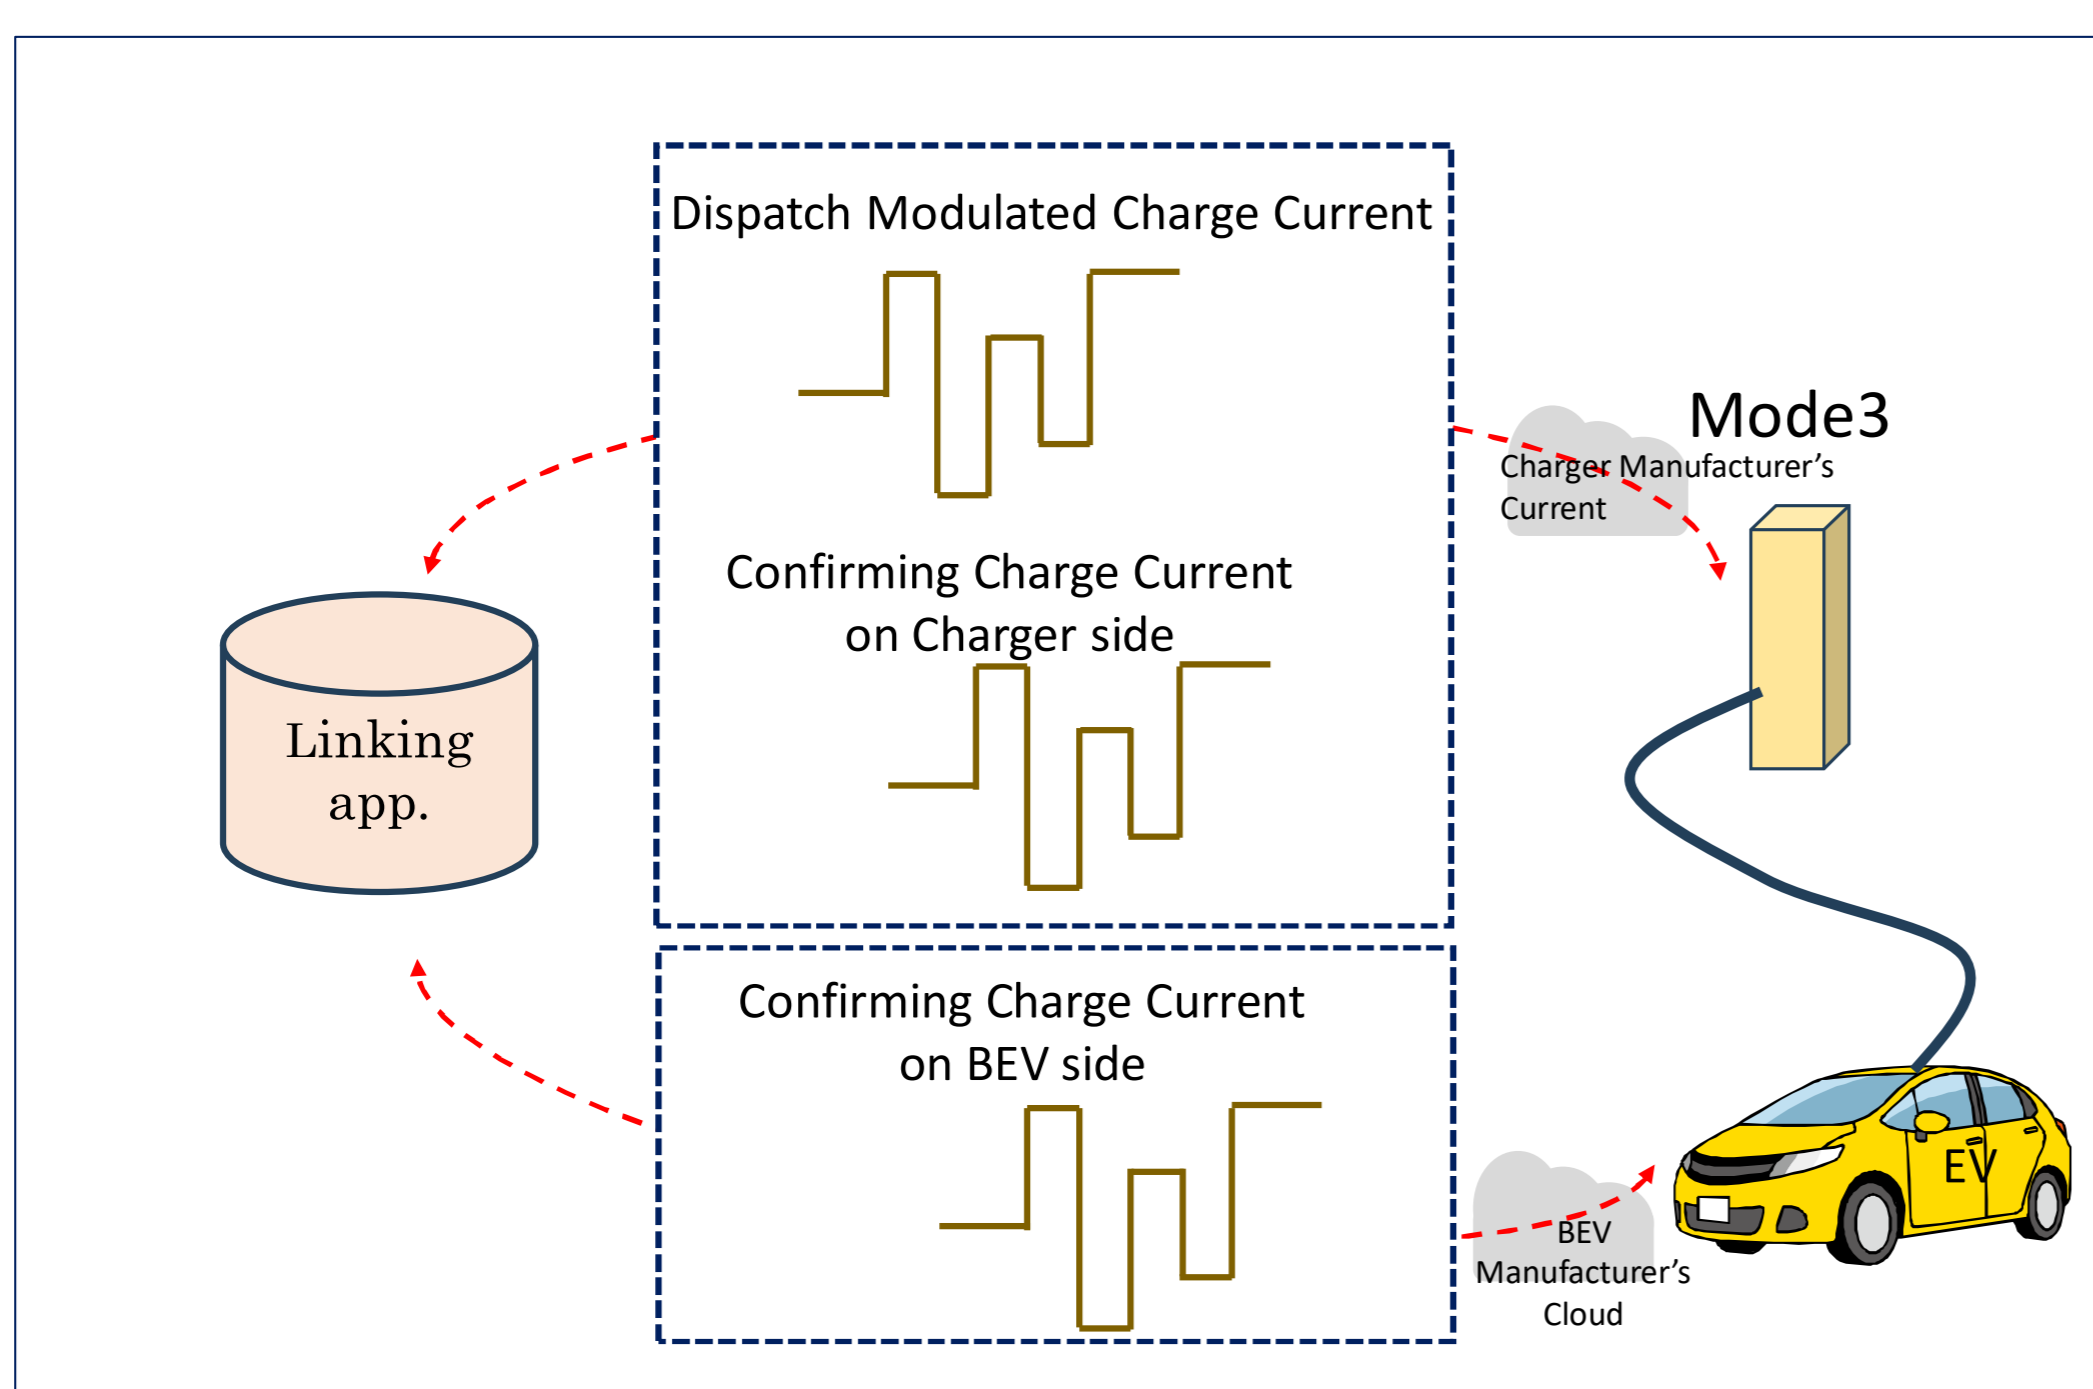 Dispatch Modulated Charge Current
Mode3
Charger Manufacturer’s
Current
Confirming Charge Current
on Charger side
Linking
app.
Confirming Charge Current
on BEV side
EV
BEV
Manufacturer’s
Cloud